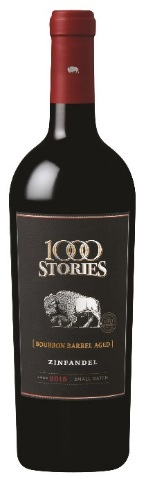 1000
STORIES
[ BOURBON BARREL AGED ]
ZINFANDEL
2015 SMALL BATCH